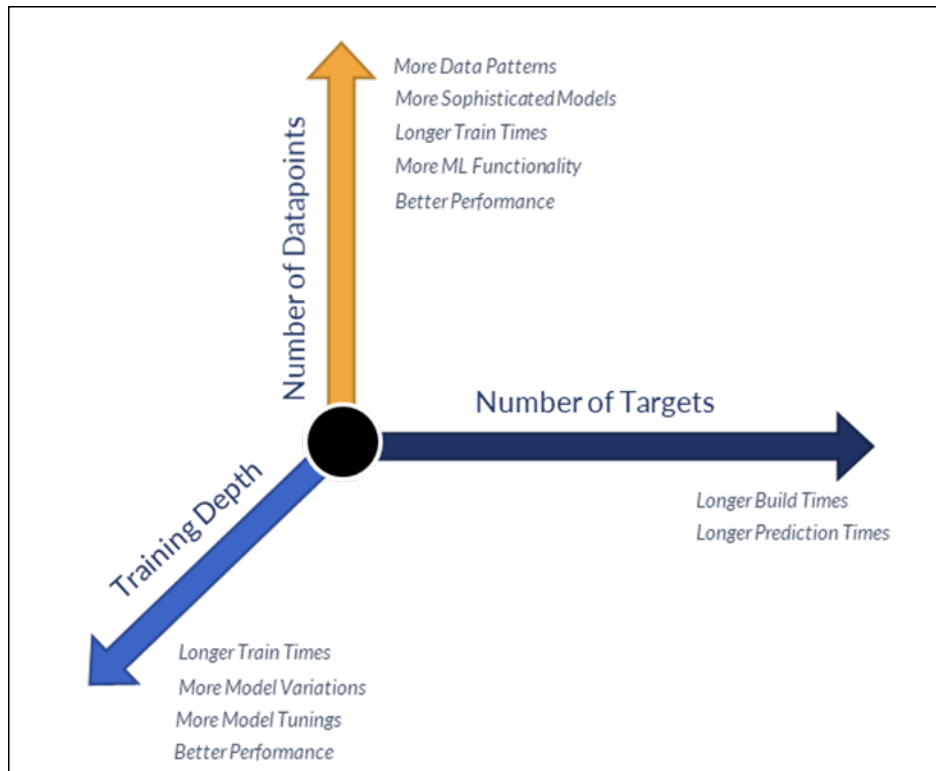 More Data Patterns
More Sophisticated Models
Longer Train Times
More ML Functionality
Better Performance
Number of Datapoints
Number of Targets
Longer Build Times
Longer Prediction Times
Training Depth
Longer Train Times
More Model Variations
More Model Tunings
Better Performance